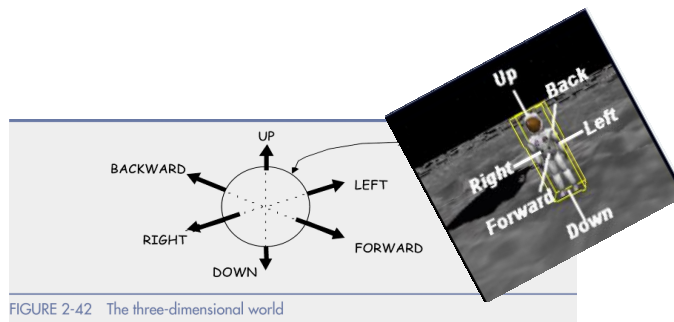 Up
Back
Left
Right
Forward
Down
UP
BACKWARD
LEFT
RIGHT
FORWARD
DOWN
FIGURE 2-42 The three-dimensional world